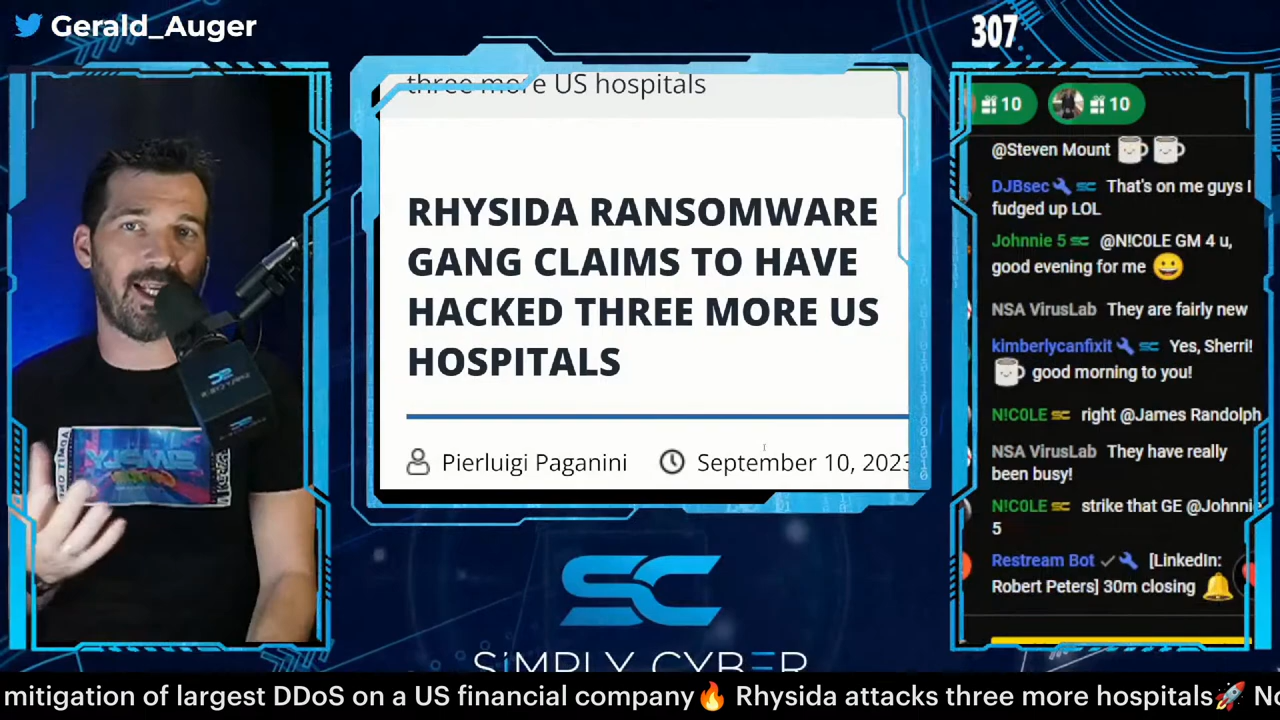 Gerald_Auger
307
three more US hospitals
RHYSIDA RANSOMWARE
GANG CLAIMS TO HAVE
HACKED THREE MORE US
HOSPITALS
Pierluigi Paganini September 10, 2023
10 10
@Steven Mount
DJBsec That's on me guys I
fudged up LOL
Johnnie 5 @N!C0LE GM 4 u,
good evening for me
NSA VirusLab They are fairly new
kimberlycanfixit Yes, Sherri!
good morning to you!
N!C0LE right @James Randolph
NSA VirusLab They have really
been busy!
N!C0LE strike that GE @Johnnie
5
Restream Bot [LinkedIn:
Robert Peters] 30m closing
SC
SiMPLY CYBER
mitigation of largest DDoS on a US financial company🔥 Rhysida attacks three more hospitals🚀 No